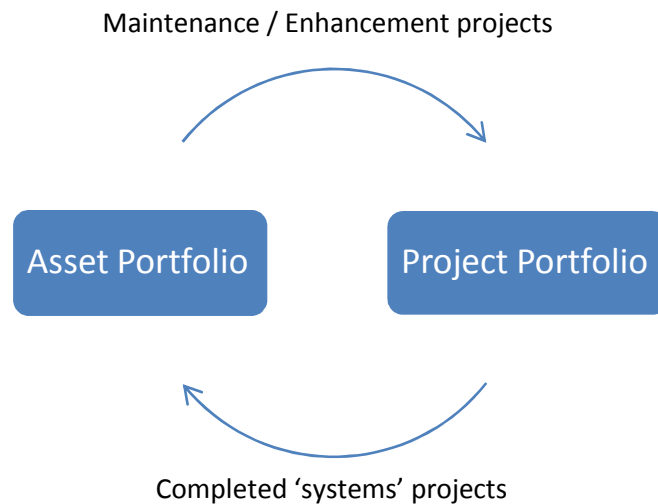 Maintenance / Enhancement projects
Asset Portfolio
Project Portfolio
Completed ‘systems’ projects